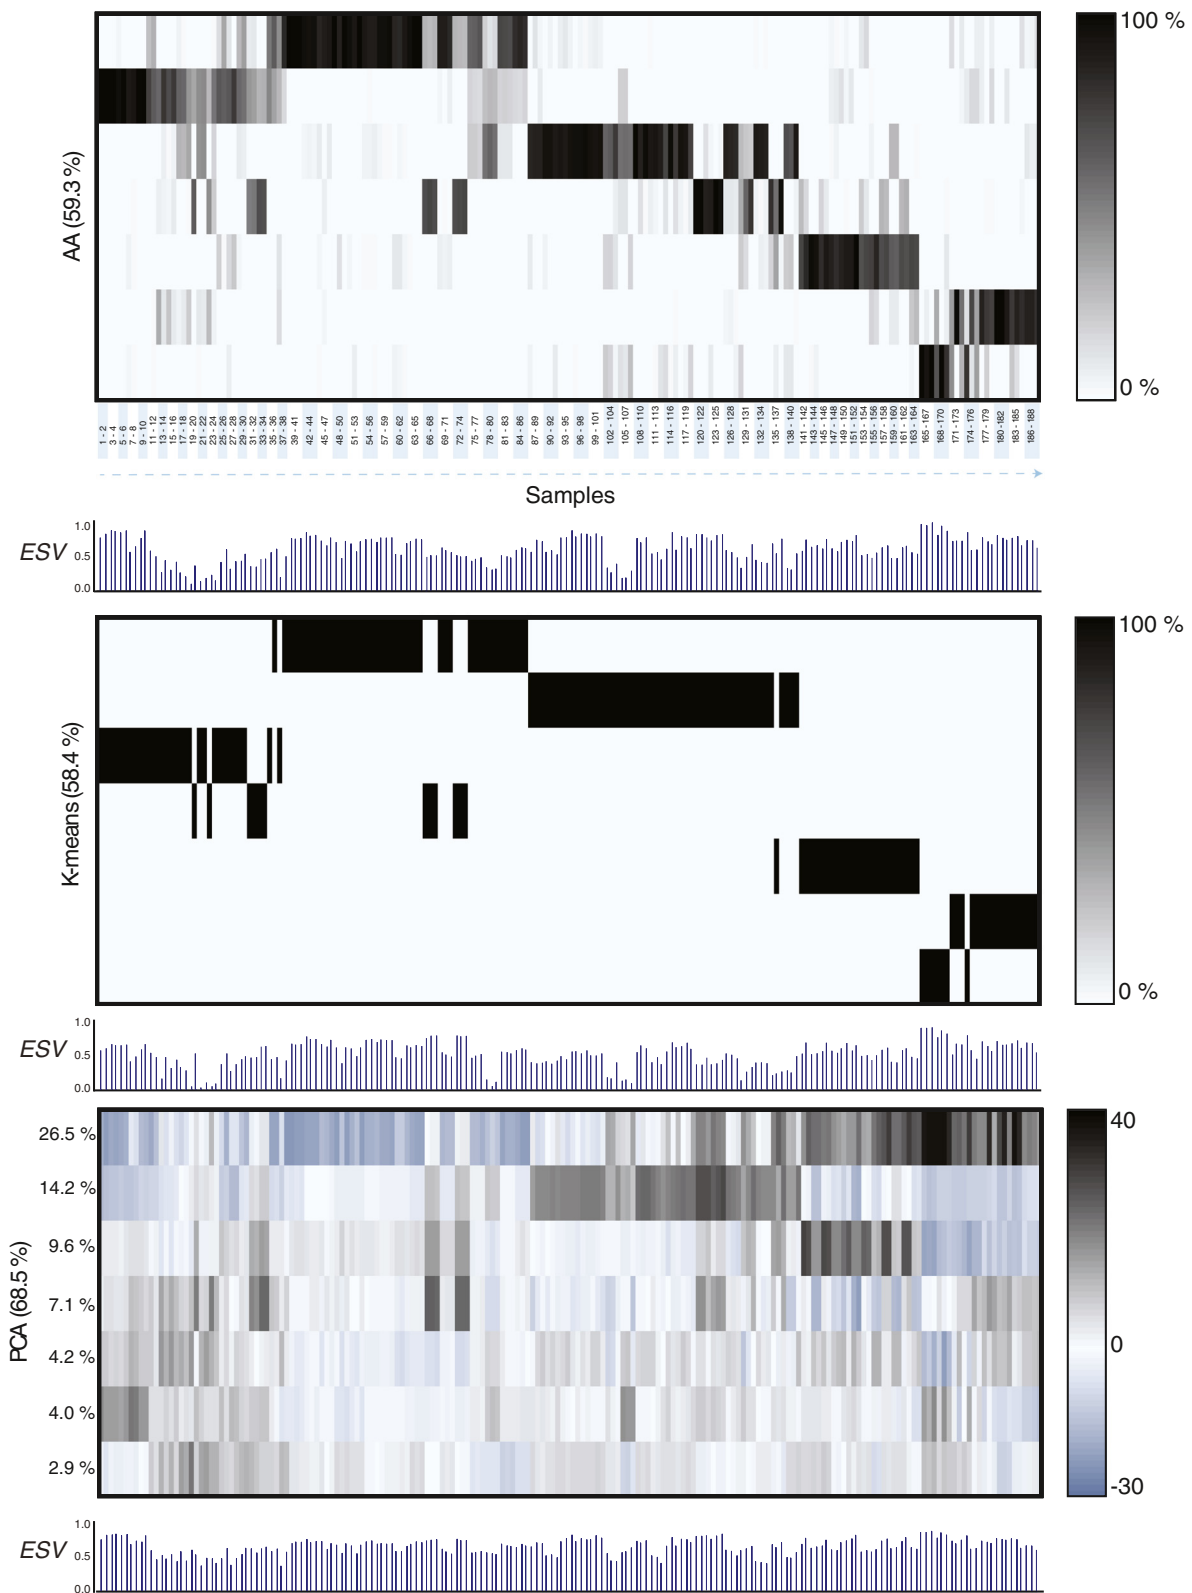 100 %
AA (59.3 %)
0 %
1 - 2 3 - 4 5 - 6 7 - 8 9 - 10 11 - 12 13 - 14 15 - 16 17 - 18 19 - 20 21 - 22 23 - 24 25 - 26 27 - 28 29 - 30 31 - 32 33 - 34 35 - 36 37 - 38 39 - 41 42 - 44 45 - 47 48 - 50 51 - 53 54 - 56 57 - 59 60 - 62 63 - 65 66 - 68 69 - 71 72 - 74 75 - 77 78 - 80 81 - 83 84 - 86 87 - 89 90 - 92 93 - 95 96 - 98 99 - 101 102 - 104 105 - 107 108 - 110 111 - 113 114 - 116 117 - 119 120 - 122 123 - 125 126 - 128 129 - 131 132 - 134 135 - 137 138 - 140 141 - 142 143 - 144 145 - 146 147 - 148 149 - 150 151 - 152 153 - 154 155 - 156 157 - 158 159 - 160 161 - 162 163 - 164 165 - 167 168 - 170 171 - 173 174 - 176 177 - 179 180 - 182 183 - 185 186 - 188
Samples
1.0
ESV 0.5
0.0
100 %
K-means (58.4 %)
0 %
1.0
ESV 0.5
0.0
40
26.5 %
14.2 %
9.6 %
PCA (68.5 %)
7.1 %
0
4.2 %
4.0 %
2.9 %
-30
1.0
ESV 0.5
0.0